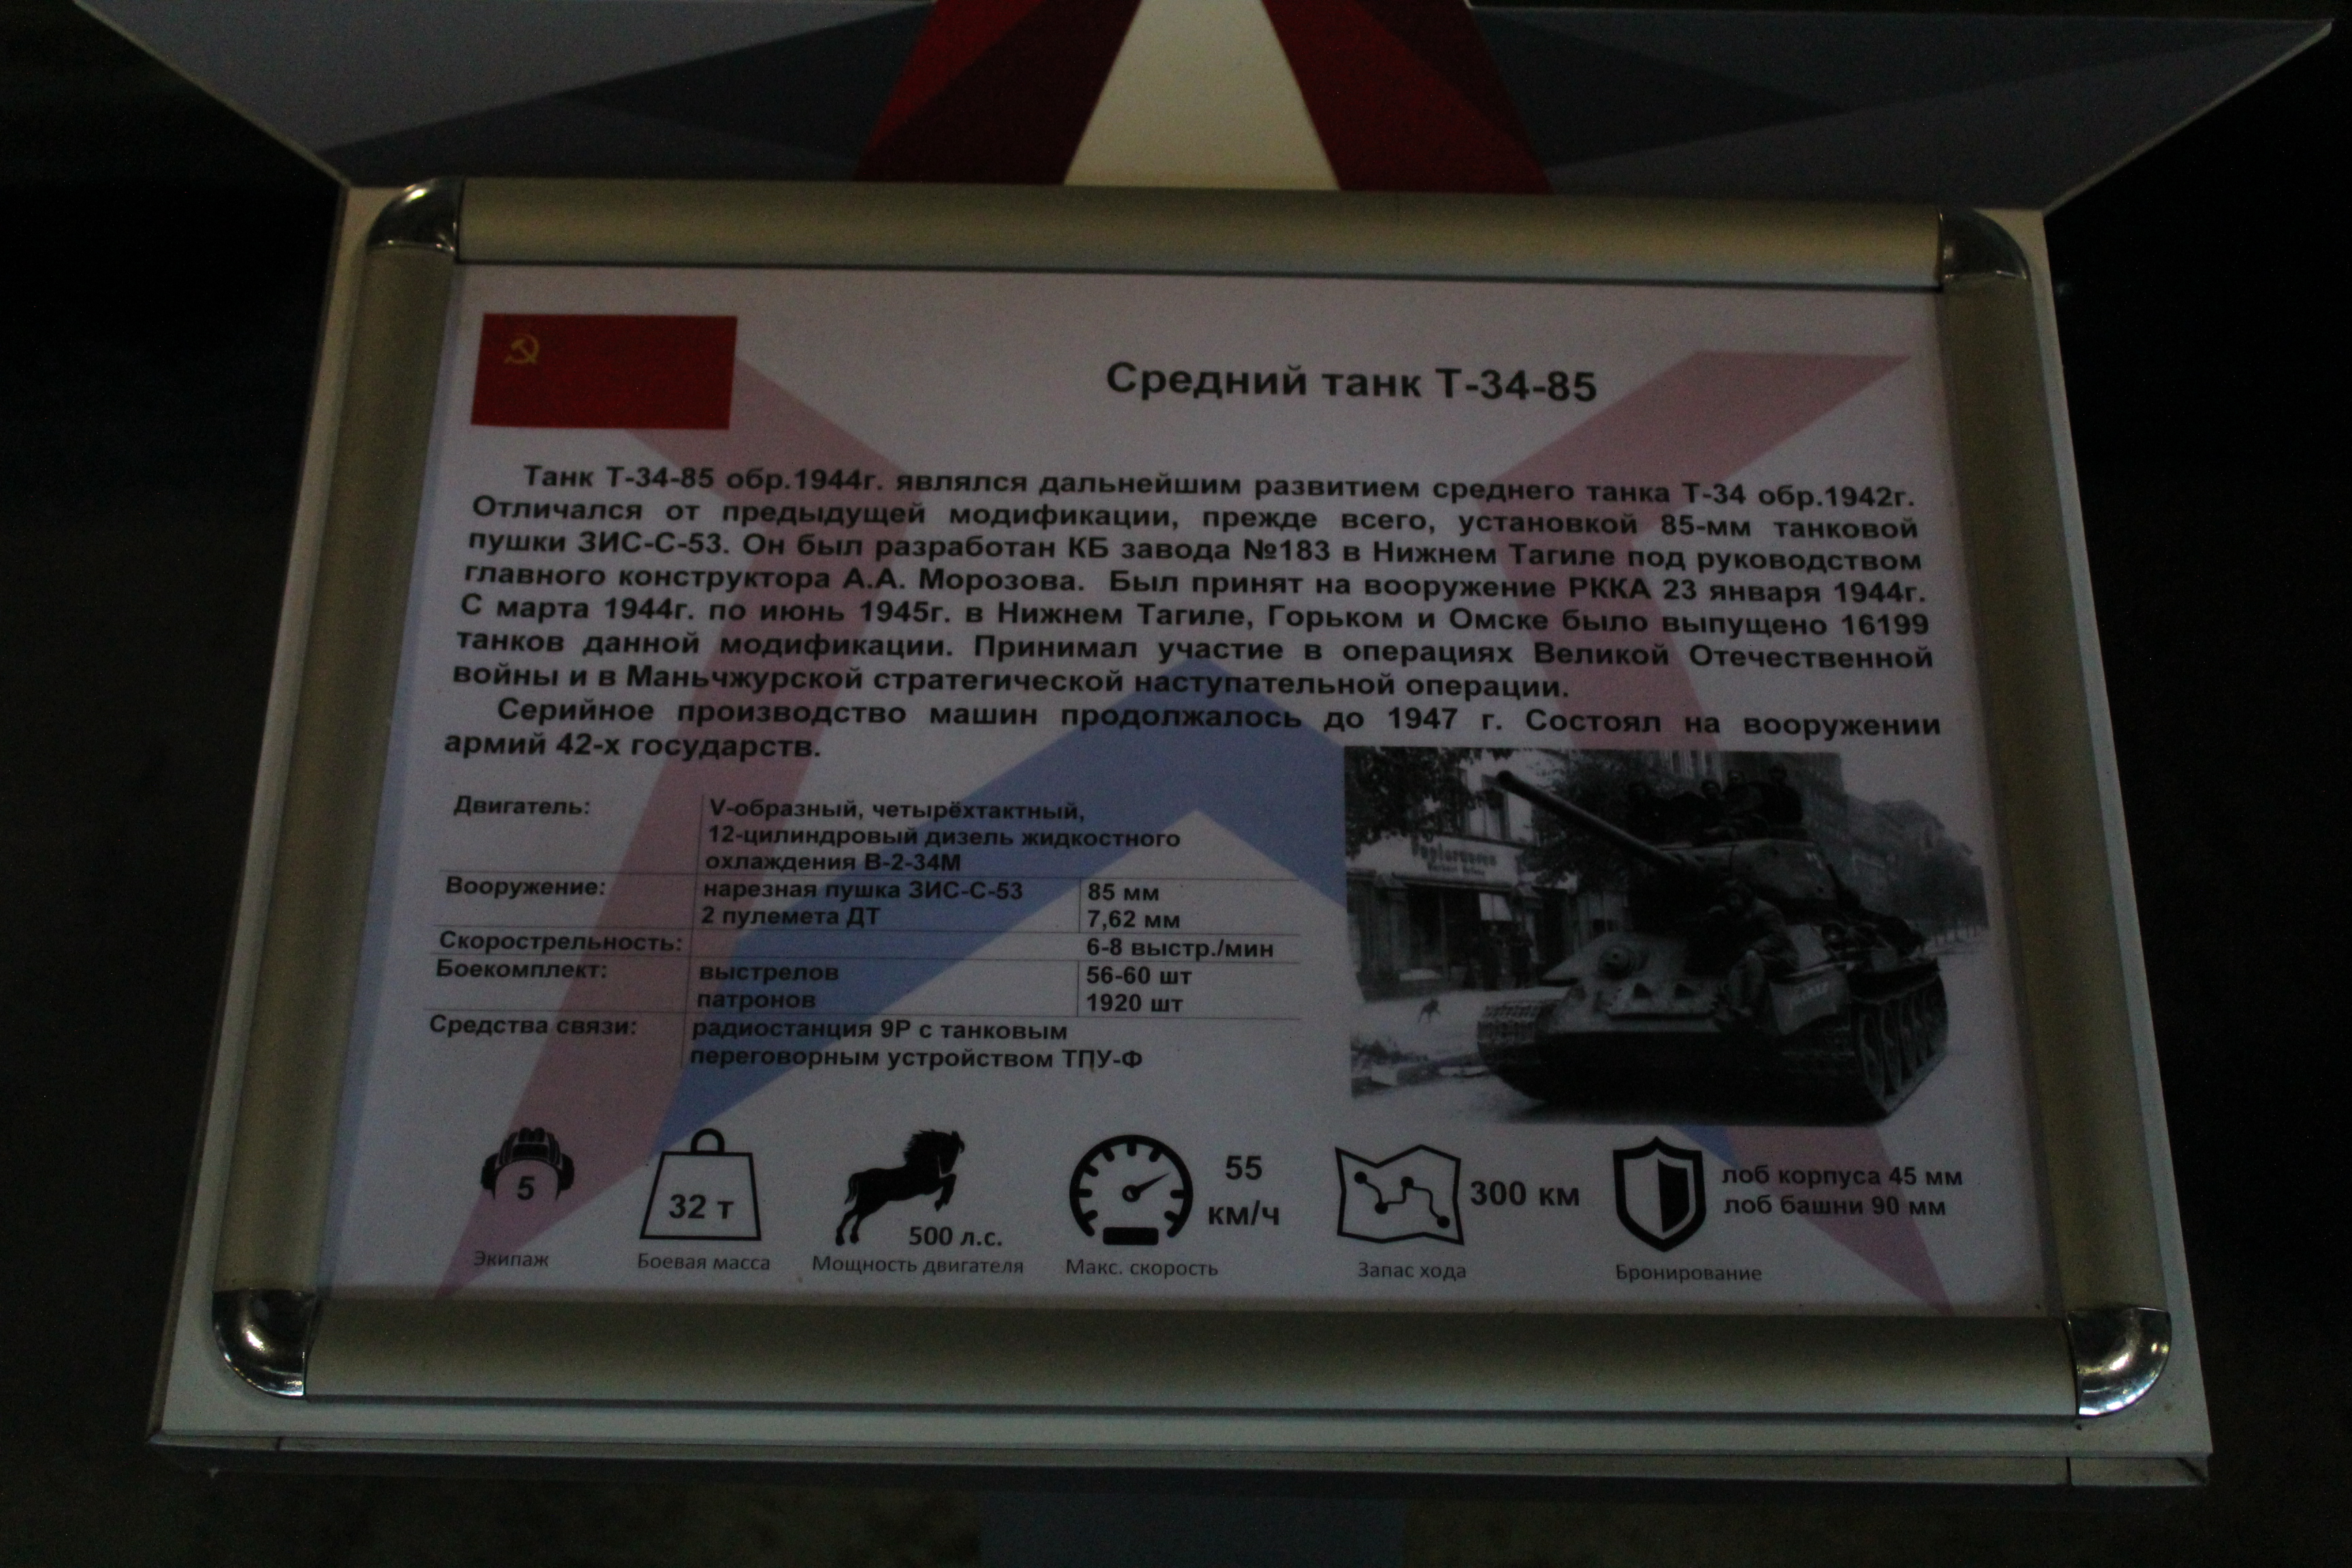 Средний танк Т-34-85
Танк Т-34-85 обр.1944г. являлся дальнейшим развитием среднего танка Т-34 обр.1942г.
Отличался от предыдущей модификации, прежде всего, установкой 85-мм танковой
пушки ЗИС-С-53. Он был разработан КБ завода №183 в Нижнем Тагиле под руководством
главного конструктора А.А. Морозова. Был принят на вооружение РККА 23 января 1944г.
С марта 1944г. по июнь 1945г. в Нижнем Тагиле, Горьком и Омске было выпущено 16199
танков данной модификации. Принимал участие в операциях Великой Отечественной
войны и в Маньчжурской стратегической наступательной операции.
Серийное производство машин продолжалось до 1947 г. Состоял на вооружении
армий 42-х государств.
Двигатель: V-образный, четырёхтактный,
12-цилиндровый дизель жидкостного
охлаждения В-2-34М
Вооружение: нарезная пушка ЗИС-С-53 85 мм
2 пулемета ДТ 7,62 мм
Скорострельность: 6-8 выстр./мин
Боекомплект: выстрелов 56-60 шт
патронов 1920 шт
Средства связи: радиостанция 9Р с танковым
переговорным устройством ТПУ-Ф
5
Экипаж
32 т
Боевая масса
500 л.с.
Мощность двигателя
55
км/ч
Макс. скорость
300 км
Запас хода
лоб корпуса 45 мм
лоб башни 90 мм
Бронирование